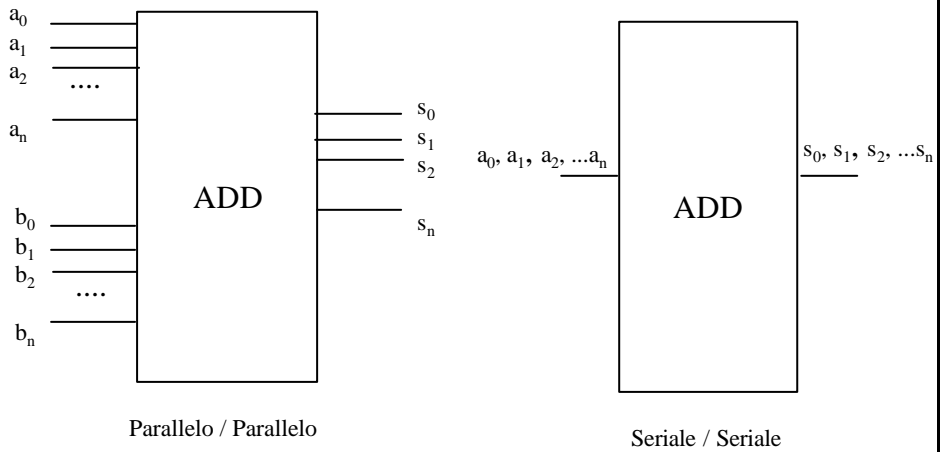 a0
a1
a2
....
an
b0
b1
b2
....
bn
ADD
s0
s1
s2
sn
Parallelo / Parallelo
a0, a1, a2, ...an
ADD
s0, s1, s2, ...sn
Seriale / Seriale